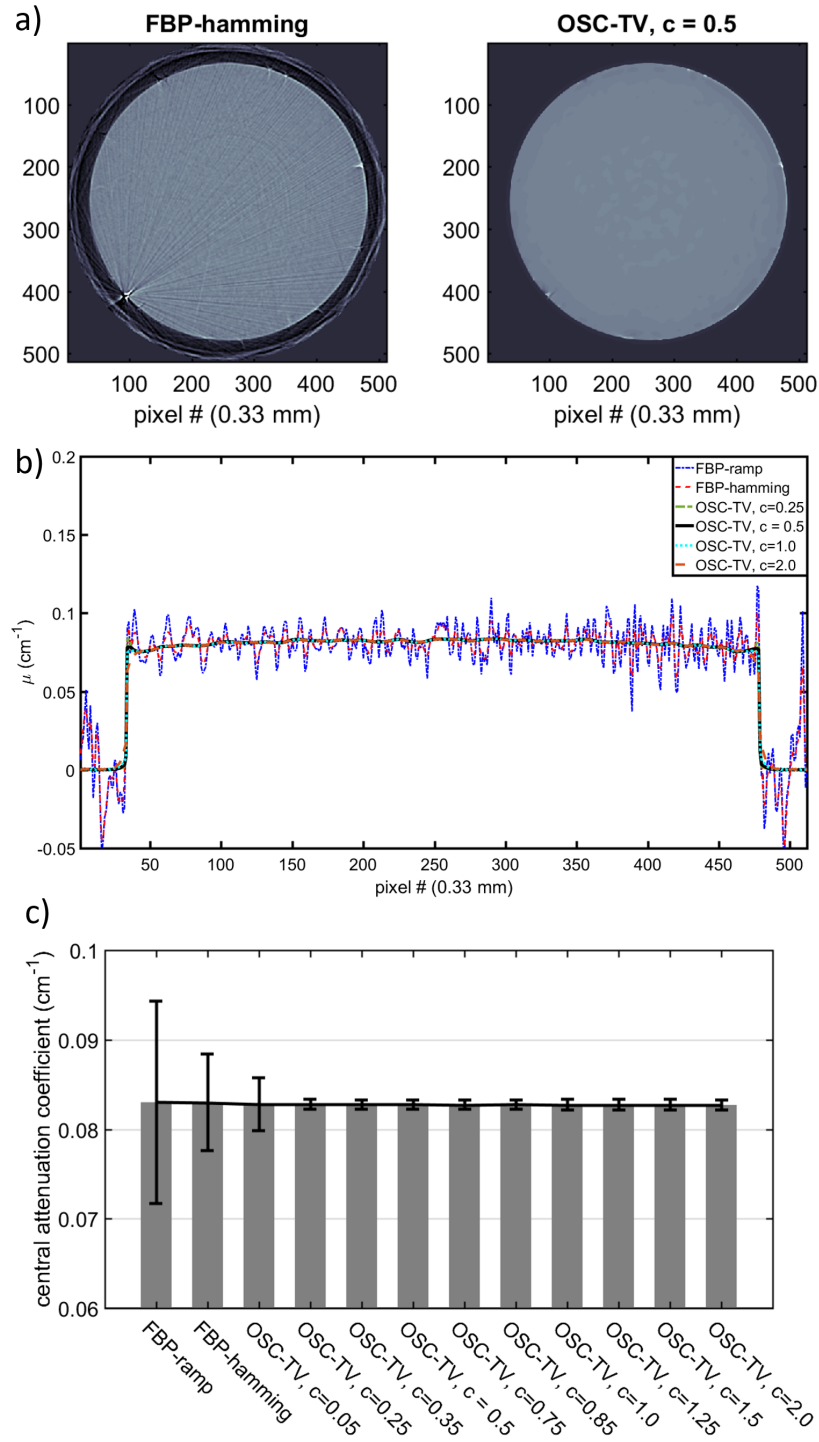 a)
FBP-hamming
OSC-TV, c = 0.5
100
200
300
400
500
100 200 300 400 500
pixel # (0.33 mm)
100
200
300
400
500
100 200 300 400 500
pixel # (0.33 mm)
b)
0.2
0.15
0.1
0.05
0
-0.05
μ (cm-1)
FBP-ramp
FBP-hamming
OSC-TV, c=0.25
OSC-TV, c = 0.5
OSC-TV, c=1.0
OSC-TV, c=2.0
50 100 150 200 250 300 350 400 450 500
pixel # (0.33 mm)
c)
0.1
0.09
0.08
0.07
0.06
central attenuation coefficient (cm-1)
FBP-ramp
FBP-hamming
OSC-TV, c=0.05
OSC-TV, c=0.25
OSC-TV, c=0.35
OSC-TV, c = 0.5
OSC-TV, c=0.75
OSC-TV, c=0.85
OSC-TV, c=1.0
OSC-TV, c=1.25
OSC-TV, c=1.5
OSC-TV, c=2.0